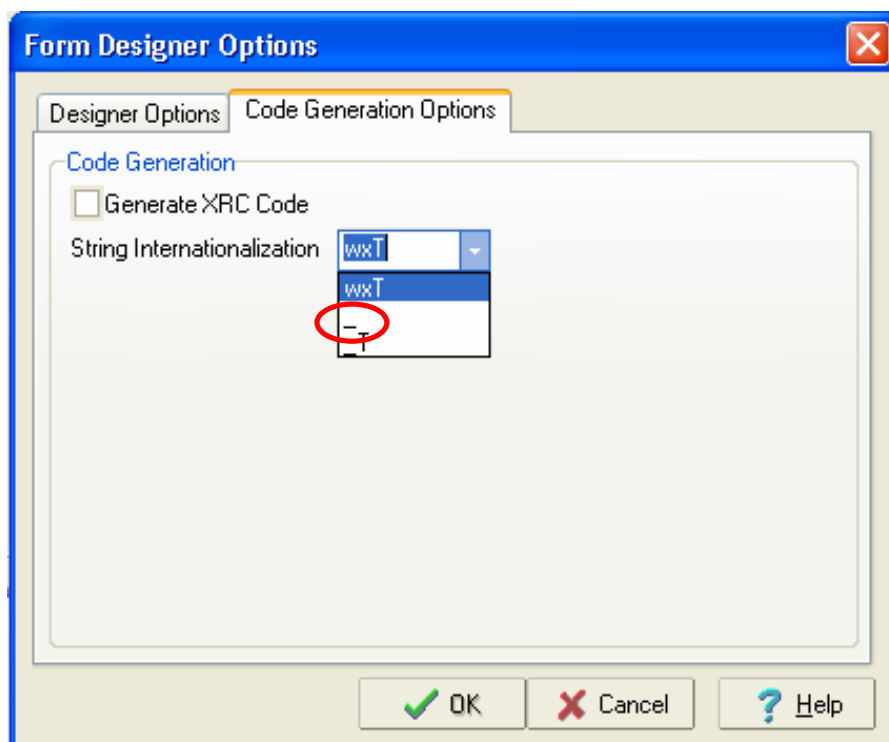 Form Designer Options
Designer Options
Code Generation Options
Code Generation
Generate XRC Code
String Internationalization wxT
wxT
_
_T
OK
Cancel
Help